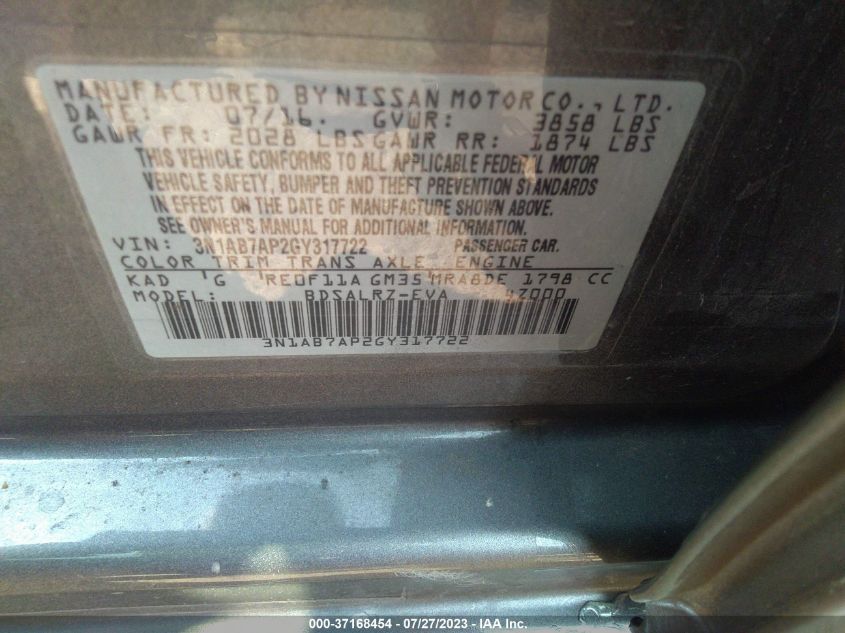 MANUFACTURED BY NISSAN MOTOR CO., LTD.
DATE: 07/16. GVWR: 3858 LBS
GAWR FR: 2028 LBS GAWR RR: 1874 LBS
THIS VEHICLE CONFORMS TO ALL APPLICABLE FEDERAL MOTOR
VEHICLE SAFETY, BUMPER AND THEFT PREVENTION STANDARDS
IN EFFECT ON THE DATE OF MANUFACTURE SHOWN ABOVE.
SEE OWNER'S MANUAL FOR ADDITIONAL INFORMATION.
VIN: 3N1AB7AP2GY317722 PASSENGER CAR.
COLOR TRIM TRANS AXLE ENGINE
KAD 'G 'RE0F11A GM35 MRA8DE 1798 CC
MODEL: BDSALRZ-EVA
3N1AB7AP2GY317722
000-37168454 / 07/27/2023 - IAA Inc.